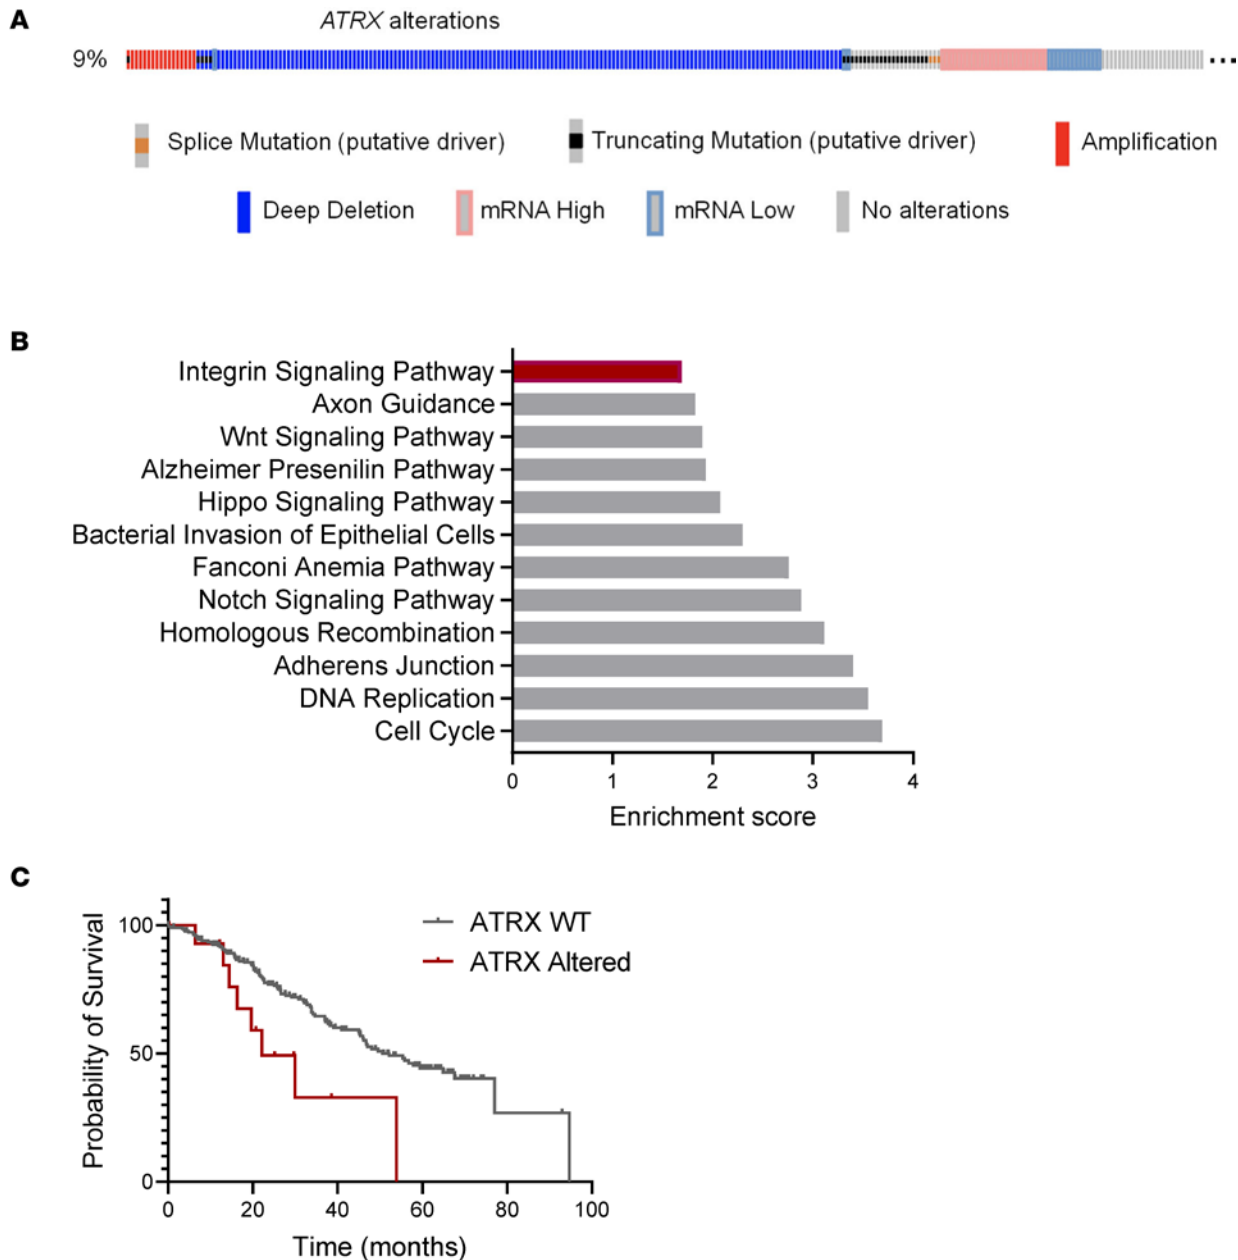 A
ATRX alterations
9%
...
Splice Mutation (putative driver)
Truncating Mutation (putative driver)
Amplification
Deep Deletion
mRNA High
mRNA Low
No alterations
B
Integrin Signaling Pathway
Axon Guidance
Wnt Signaling Pathway
Alzheimer Presenilin Pathway
Hippo Signaling Pathway
Bacterial Invasion of Epithelial Cells
Fanconi Anemia Pathway
Notch Signaling Pathway
Homologous Recombination
Adherens Junction
DNA Replication
Cell Cycle
0 1 2 3 4
Enrichment score
C
Probability of Survival
100
50
0
ATRX WT
ATRX Altered
0 20 40 60 80 100
Time (months)